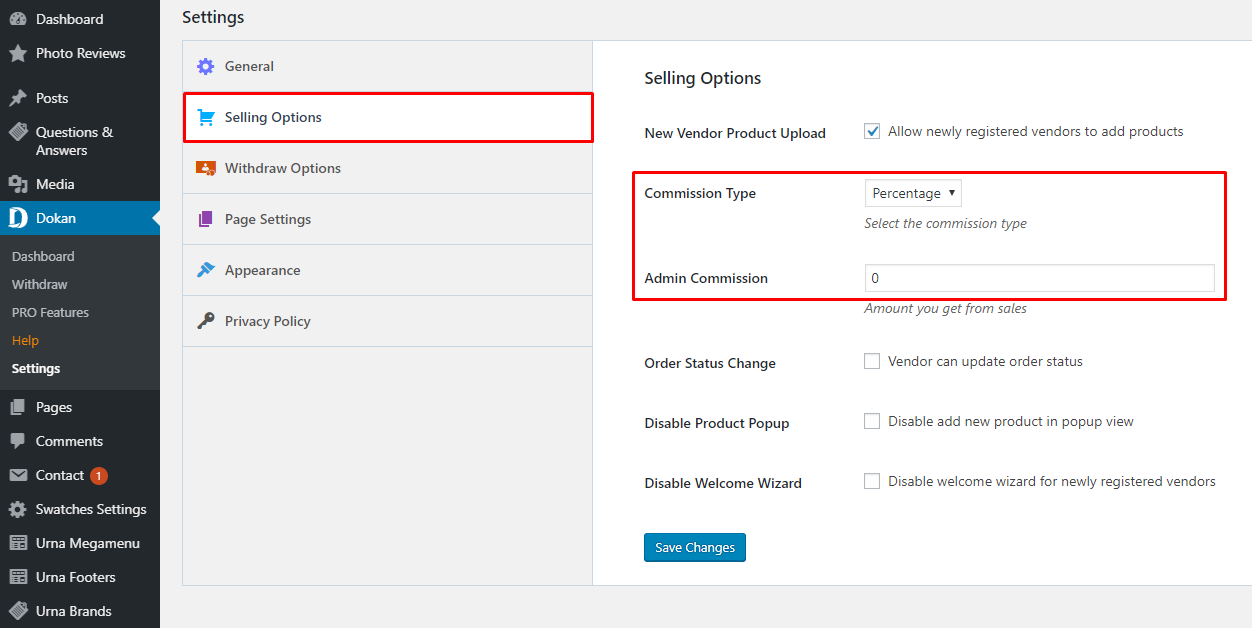 Dashboard
Photo Reviews
Posts
Questions &
Answers
Media
Dokan
Dashboard
Withdraw
PRO Features
Help
Settings
Pages
Comments
Contact 1
Swatches Settings
Urna Megamenu
Urna Footers
Urna Brands
Settings
General
Selling Options
Withdraw Options
Page Settings
Appearance
Privacy Policy
Selling Options
New Vendor Product Upload
Allow newly registered vendors to add products
Commission Type
Percentage
Select the commission type
Admin Commission
0
Amount you get from sales
Order Status Change
Vendor can update order status
Disable Product Popup
Disable add new product in popup view
Disable Welcome Wizard
Disable welcome wizard for newly registered vendors
Save Changes